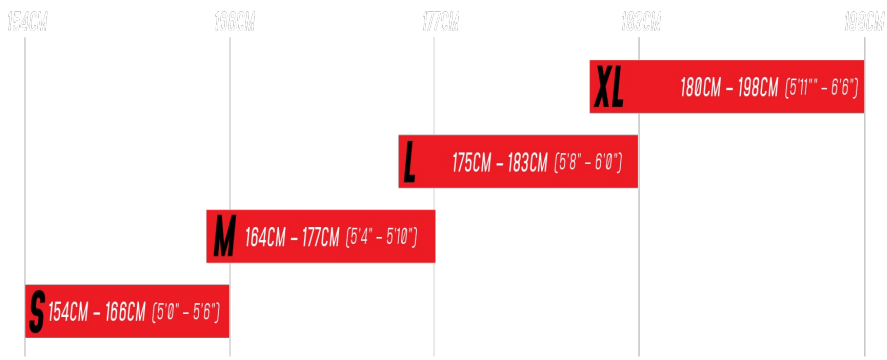 154CM 166CM 177CM 183CM 198CM
XL 180CM – 198CM (5'11"" – 6'6")
L 175CM – 183CM (5'8" – 6'0")
M 164CM – 177CM (5'4" – 5'10")
S 154CM – 166CM (5'0" – 5'6")